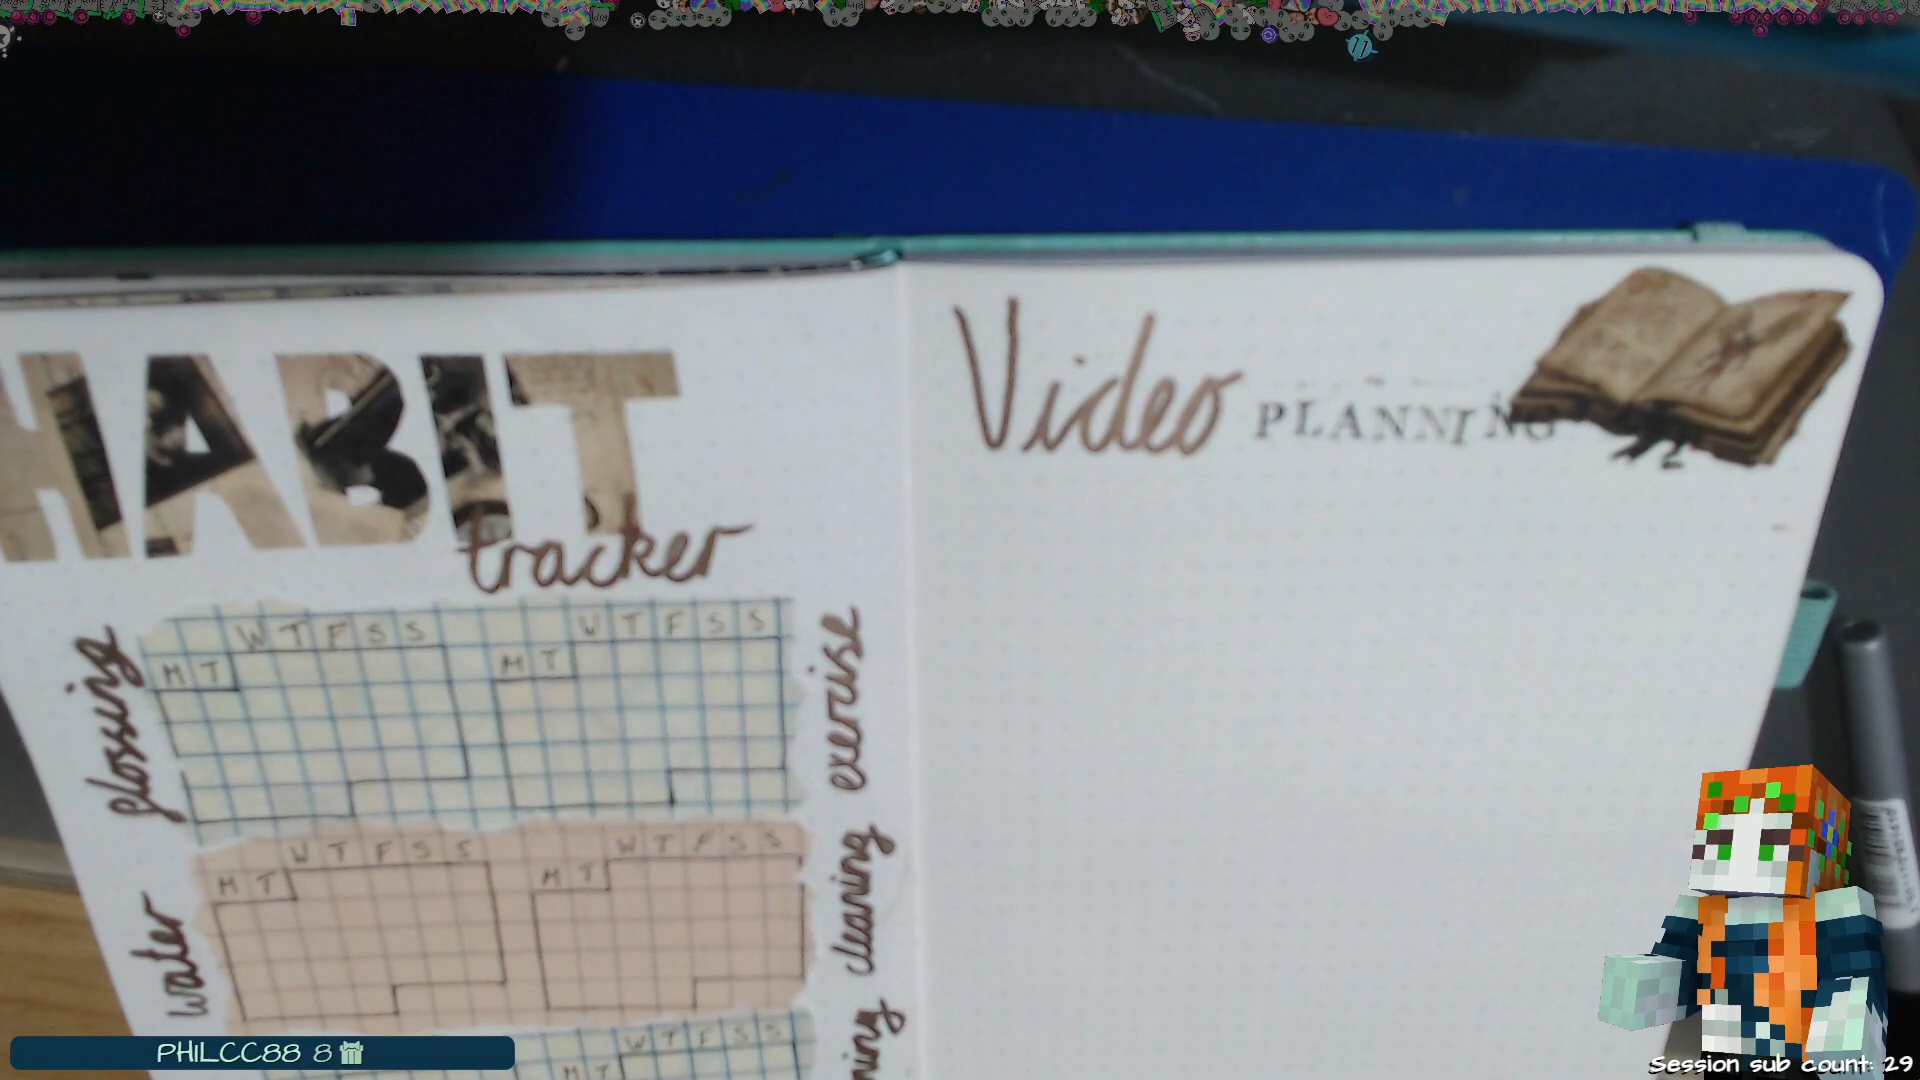 HABIT
tracker
Video PLANNING
flossing
W T F S S
M T
W T F S S
M T
exercise
water
W T F S S
M T
W T F S S
M T
cleaning
W T F S S
M T
PHILCC88 8
Session sub count: 29